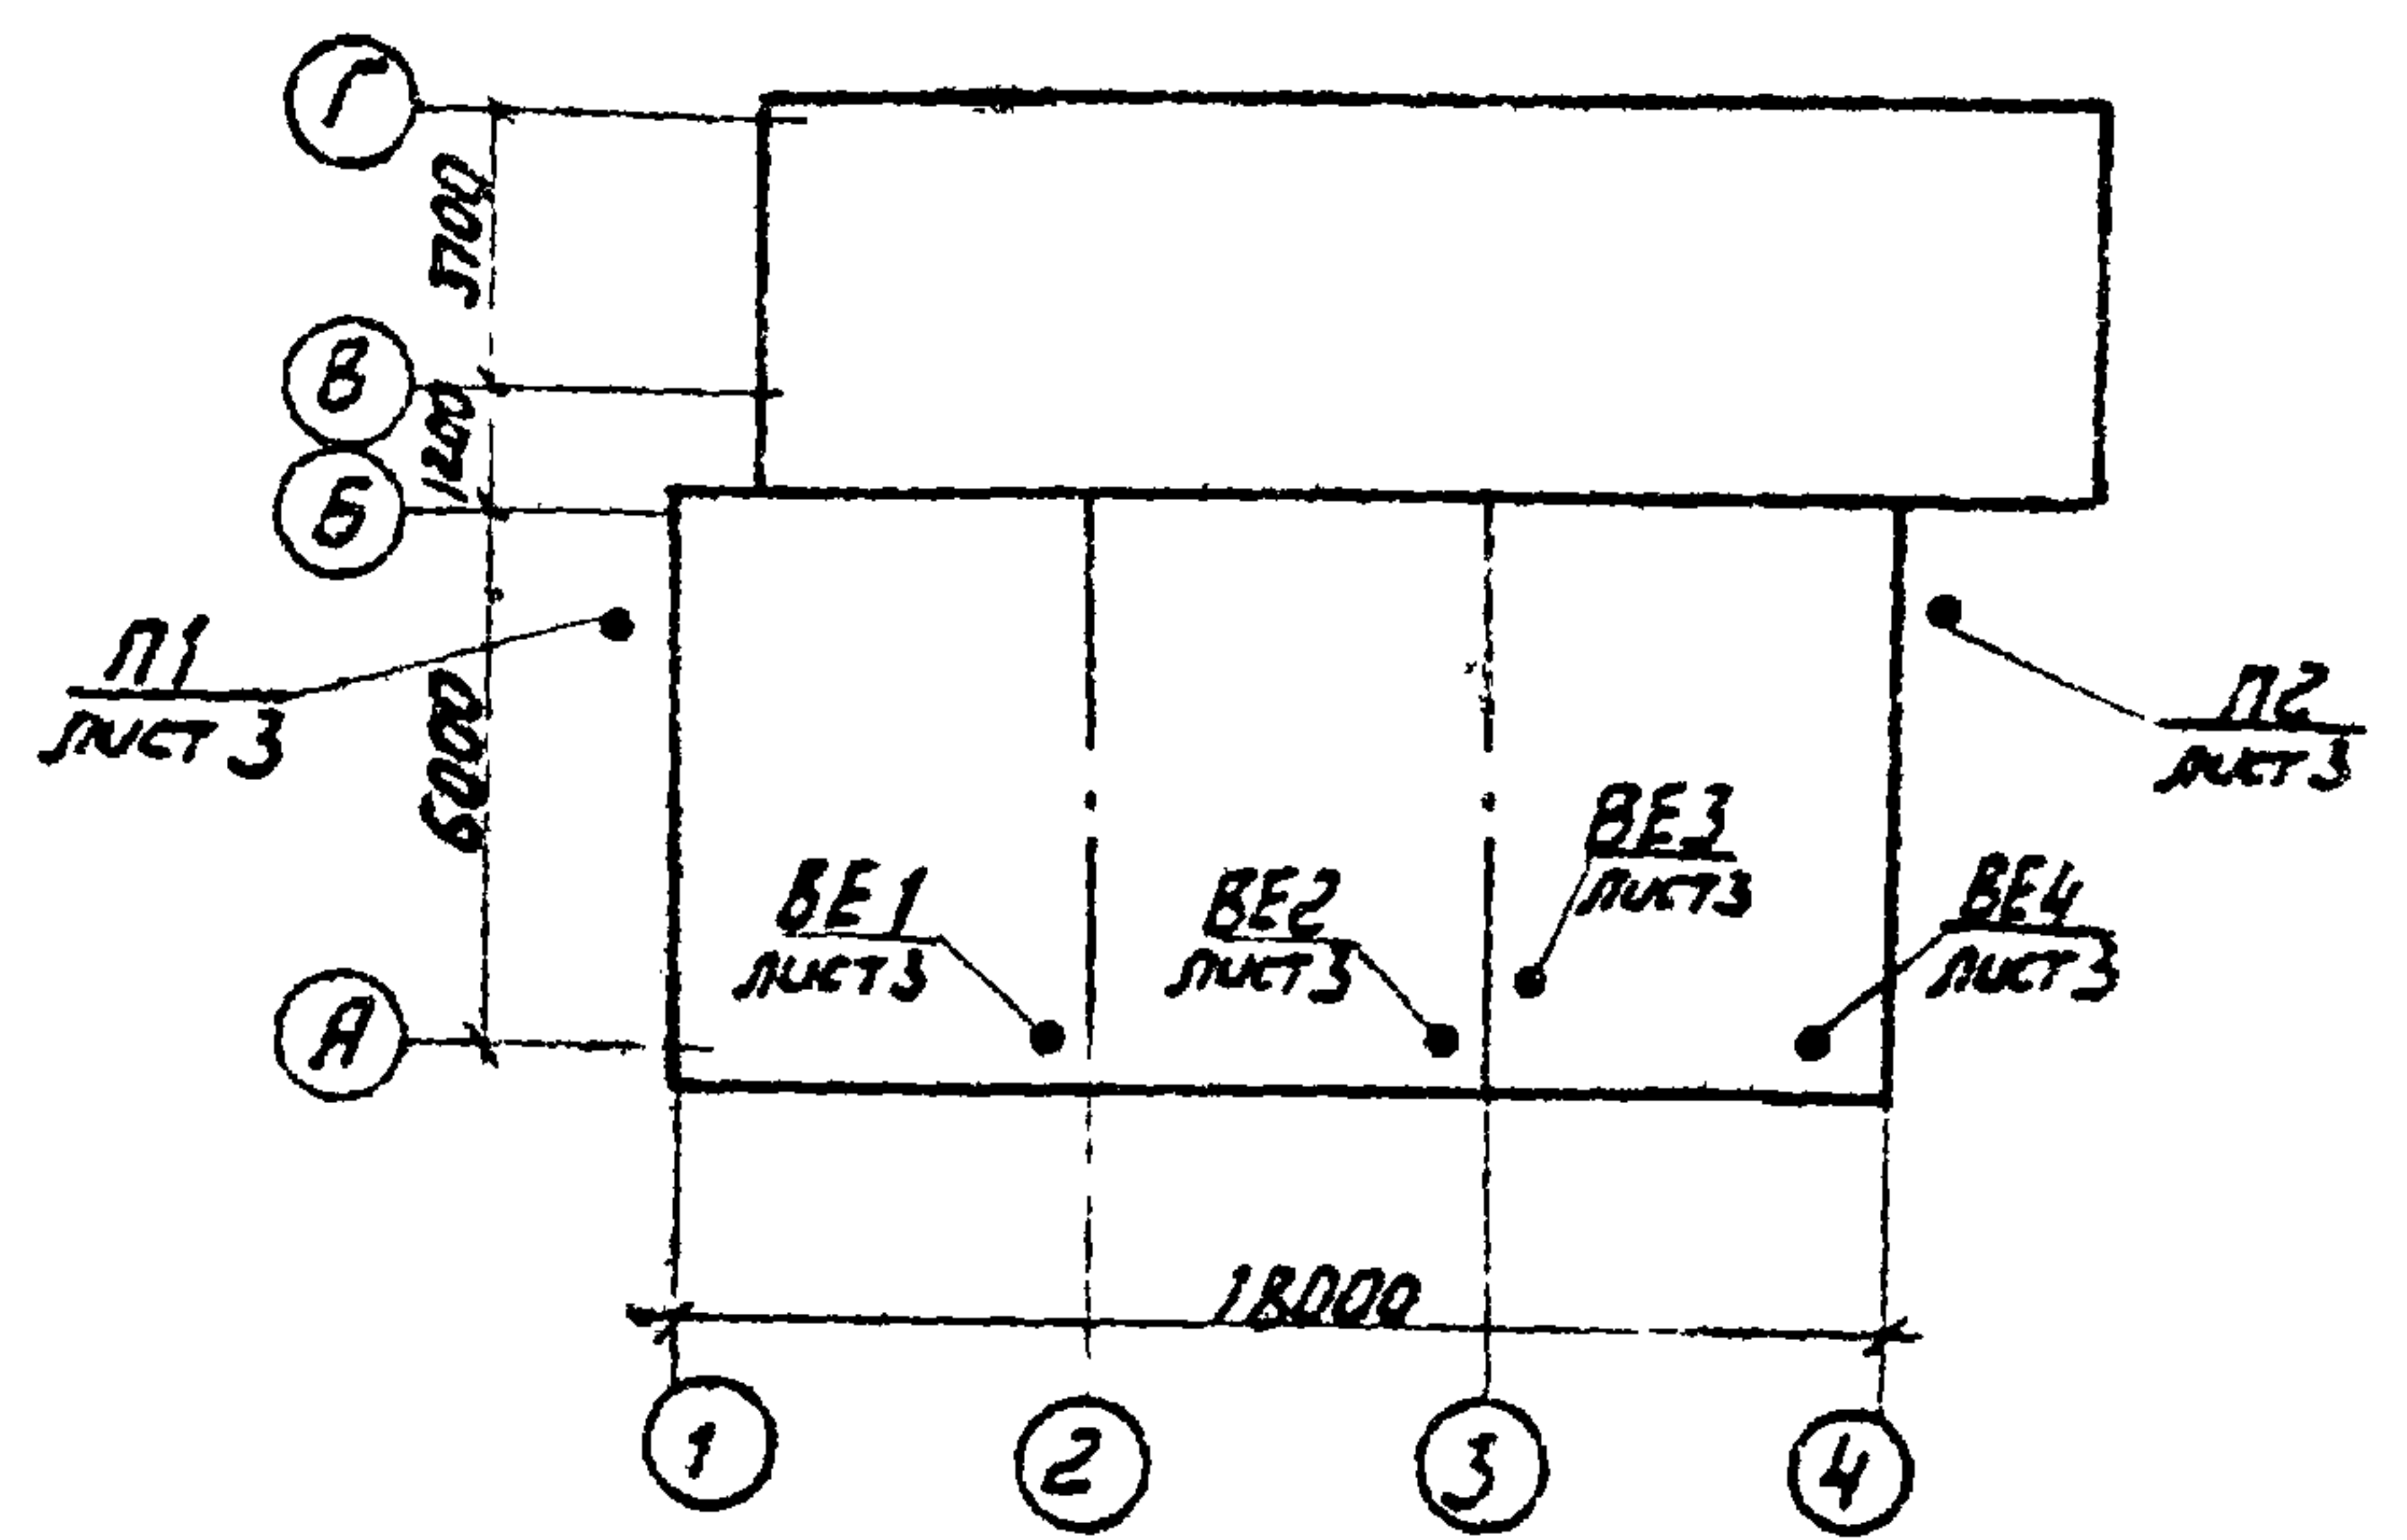 Г
5700
В
1200
Б
П1
лист 3
6000
П2
лист 3
ВЕ3
лист 3
ВЕ1
лист 3
ВЕ2
лист 3
ВЕ4
лист 3
А
18000
1
2
3
4